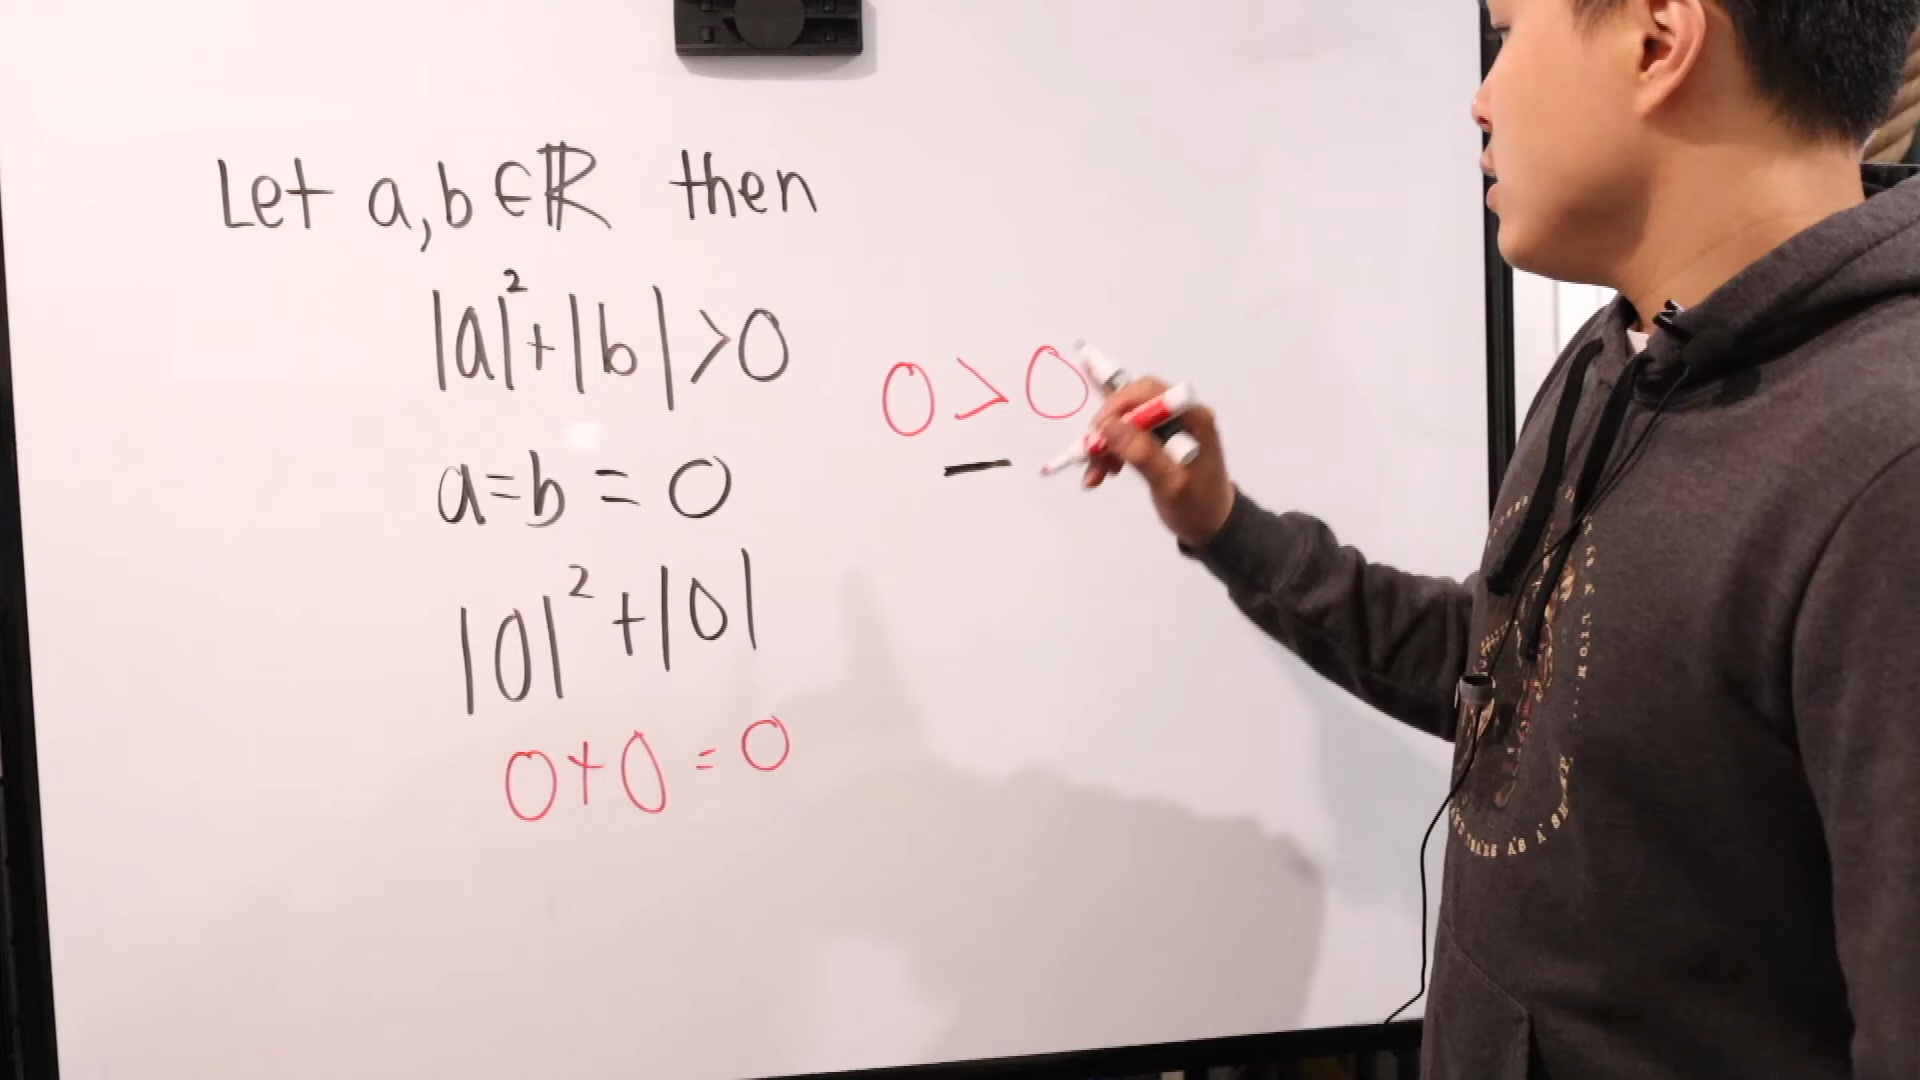 Let a,b∈ℝ then
|a|²+|b|>0
a=b=0
|0|²+|0|
0+0=0
0>0